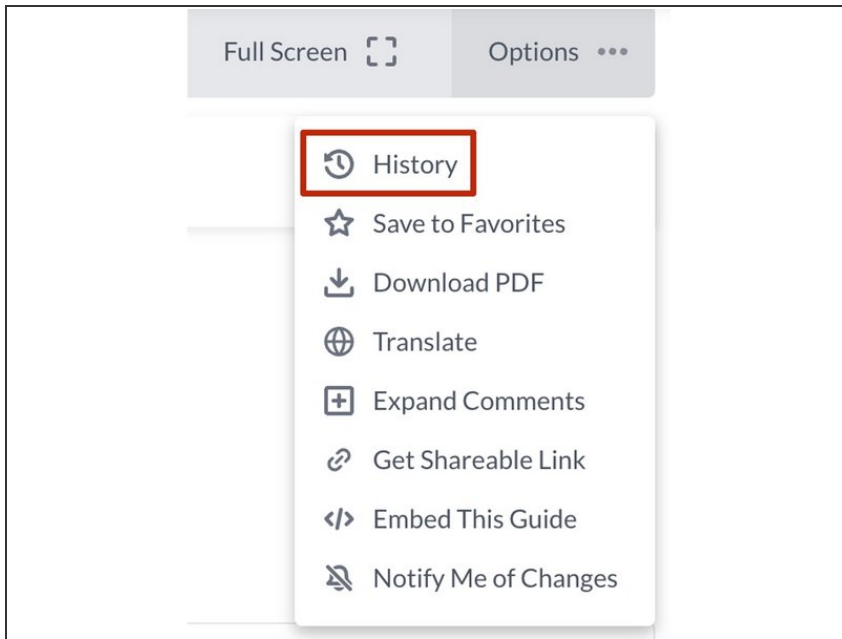 Full Screen Options
History
Save to Favorites
Download PDF
Translate
Expand Comments
Get Shareable Link
Embed This Guide
Notify Me of Changes